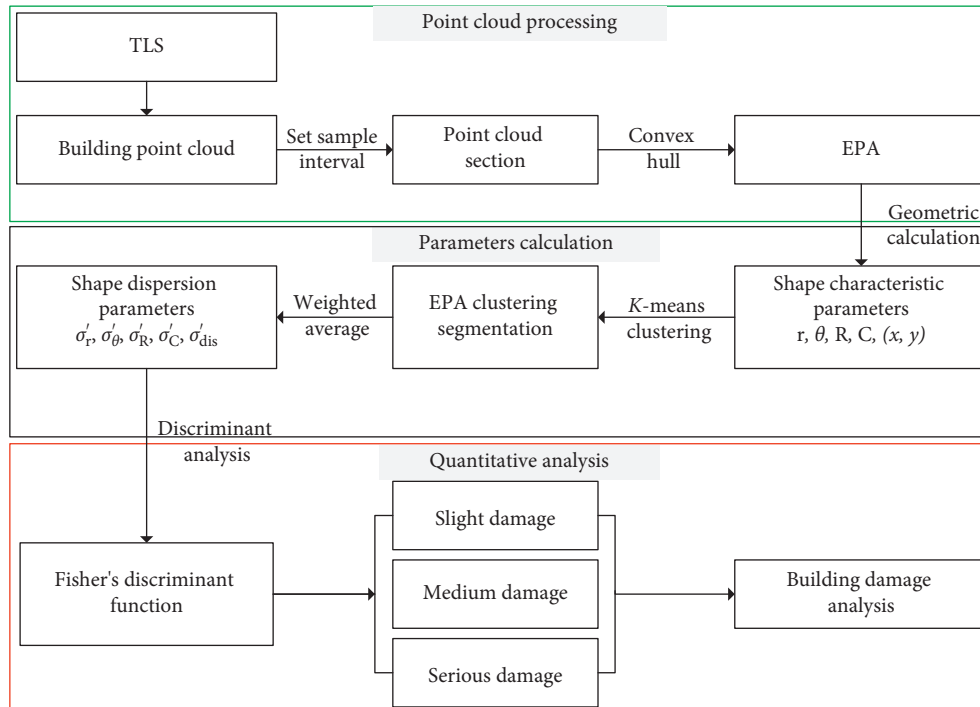 Point cloud processing
TLS
Building point cloud
Set sample
interval
Point cloud
section
Convex
hull
EPA
Geometric
calculation
Parameters calculation
Shape characteristic
parameters
r, θ, R, C, (x, y)
K-means
clustering
EPA clustering
segmentation
Weighted
average
Shape dispersion
parameters
σ′r, σ′θ, σ′R, σ′C, σ′dis
Discriminant
analysis
Quantitative analysis
Fisher's discriminant
function
Slight damage
Medium damage
Serious damage
Building damage
analysis